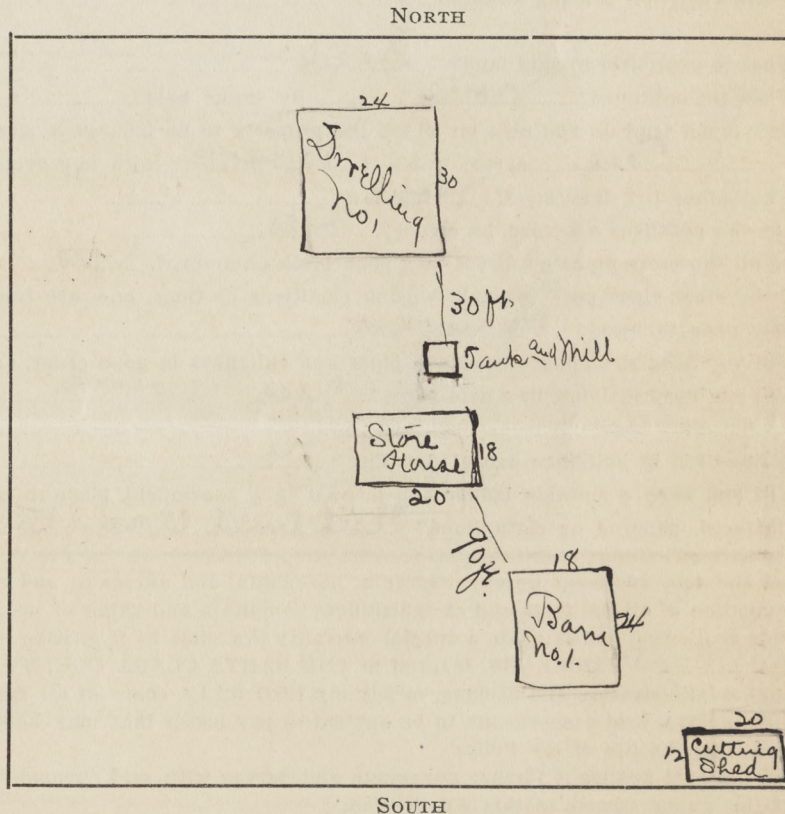 NORTH
24
Dwelling
No, 1
30
30 ft.
Tank and Mill
Store
House
18
20
90 ft.
18
Barn
No. 1.
24
20
12
Cutting
Shed
SOUTH